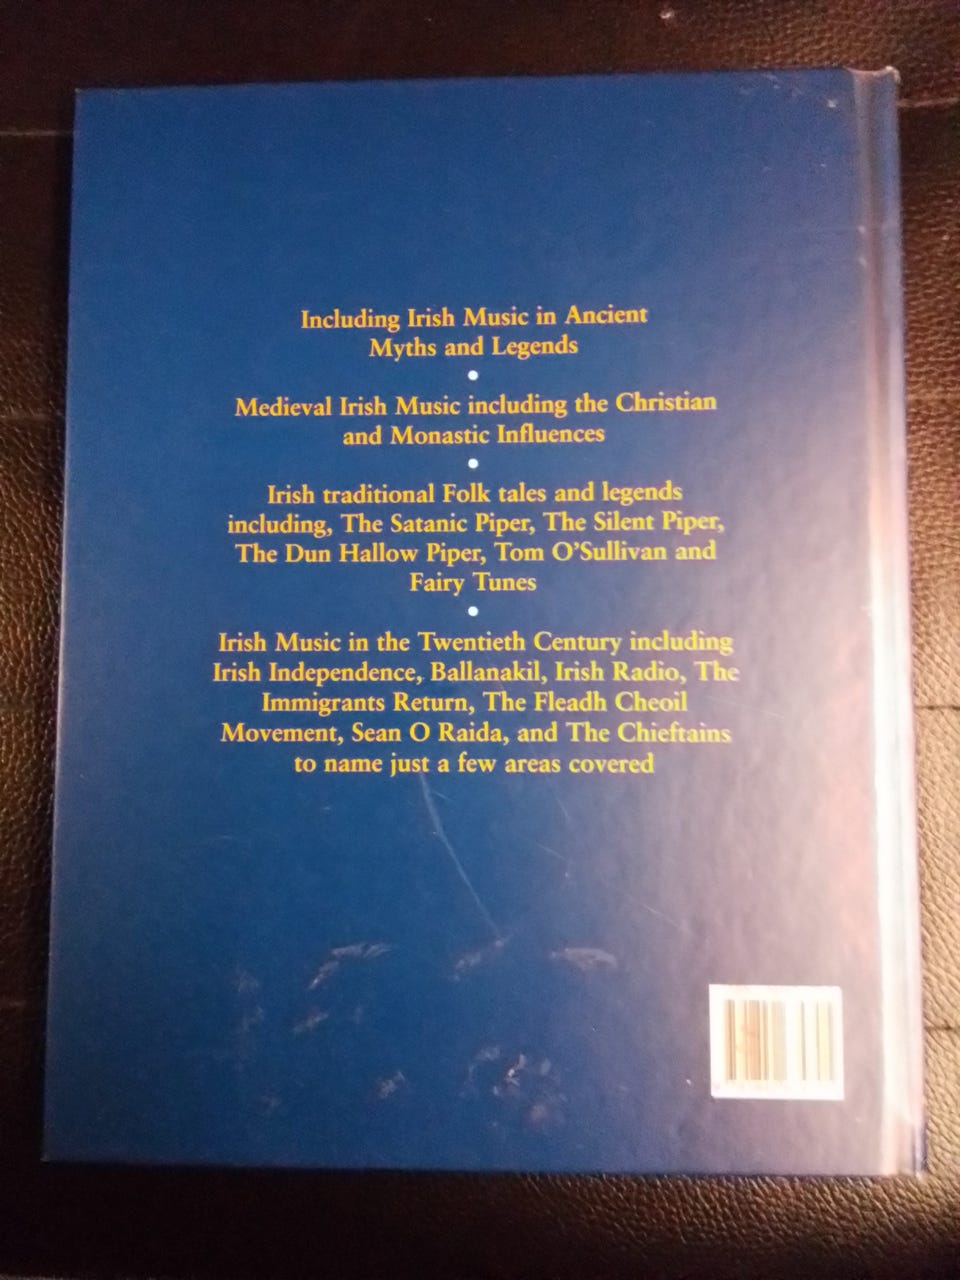 Including Irish Music in Ancient
Myths and Legends
Medieval Irish Music including the Christian
and Monastic Influences
Irish traditional Folk tales and legends
including, The Satanic Piper, The Silent Piper,
The Dun Hallow Piper, Tom O'Sullivan and
Fairy Tunes
Irish Music in the Twentieth Century including
Irish Independence, Ballanakil, Irish Radio, The
Immigrants Return, The Fleadh Cheoil
Movement, Sean O Raida, and The Chieftains
to name just a few areas covered